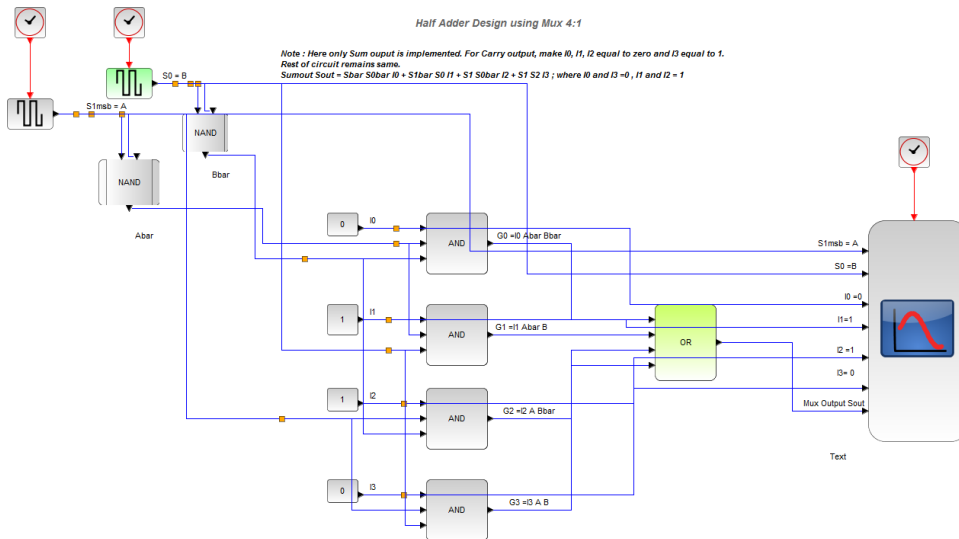 Half Adder Design using Mux 4:1
Note : Here only Sum ouput is implemented. For Carry output, make I0, I1, I2 equal to zero and I3 equal to 1.
Rest of circuit remains same.
Sumout Sout = Sbar S0bar I0 + S1bar S0 I1 + S1 S0bar I2 + S1 S2 I3 ; where I0 and I3 =0 , I1 and I2 = 1
S0 = B
S1msb = A
NAND
Bbar
NAND
Abar
0
I0
AND
G0 =I0 Abar Bbar
1
I1
AND
G1 =I1 Abar B
1
I2
AND
G2 =I2 A Bbar
0
I3
AND
G3 =I3 A B
OR
S1msb = A
S0 =B
I0 =0
I1=1
I2 =1
I3= 0
Mux Output Sout
Text